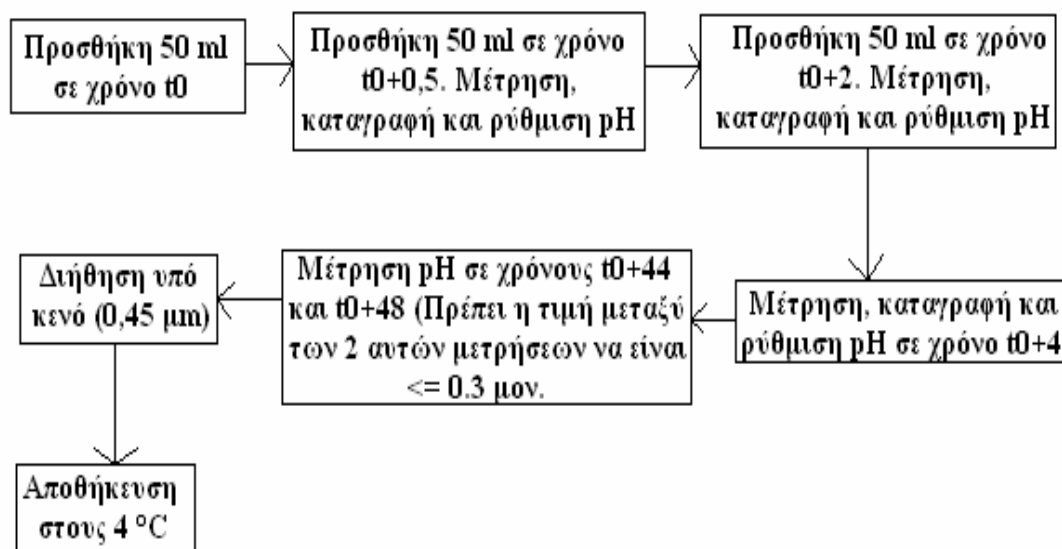 Προσθήκη 50 ml
σε χρόνο t0
Προσθήκη 50 ml σε χρόνο
t0+0,5. Μέτρηση,
καταγραφή και ρύθμιση pH
Προσθήκη 50 ml σε χρόνο
t0+2. Μέτρηση,
καταγραφή και ρύθμιση pH
Μέτρηση, καταγραφή και
ρύθμιση pH σε χρόνο t0+4
Μέτρηση pH σε χρόνους t0+44
και t0+48 (Πρέπει η τιμή μεταξύ
των 2 αυτών μετρήσεων να είναι
<= 0.3 μον.
Διήθηση υπό
κενό (0,45 μm)
Αποθήκευση
στους 4 °C